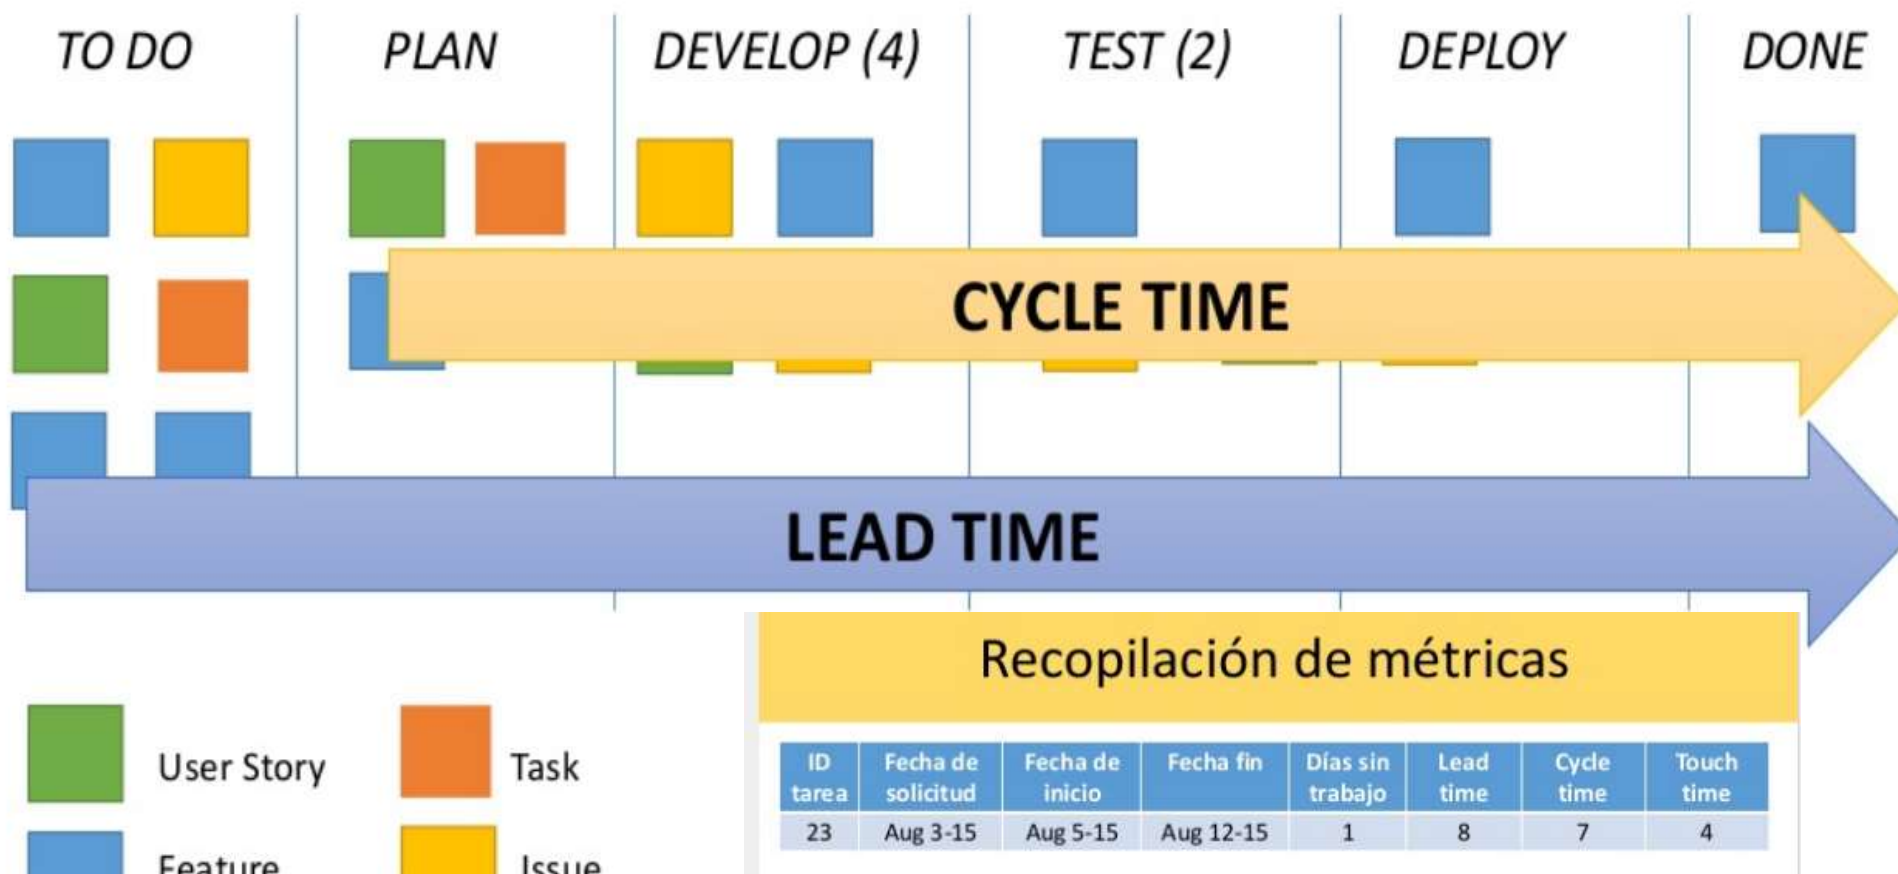 TO DO
PLAN
DEVELOP (4)
TEST (2)
DEPLOY
DONE
CYCLE TIME
LEAD TIME
User Story
Task
Feature
Issue
Recopilación de métricas
ID tarea
Fecha de solicitud
Fecha de inicio
Fecha fin
Días sin trabajo
Lead time
Cycle time
Touch time
23
Aug 3-15
Aug 5-15
Aug 12-15
1
8
7
4